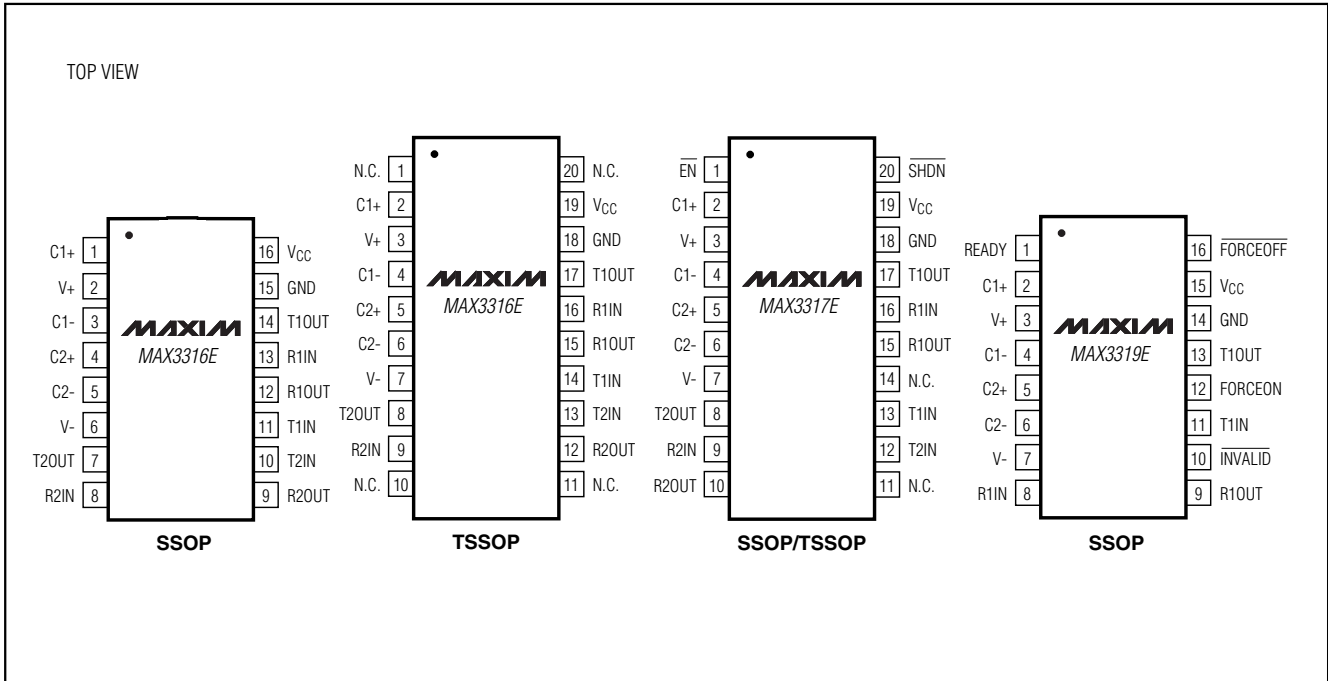 TOP VIEW
C1+ 1
V+ 2
C1- 3
C2+ 4
C2- 5
V- 6
T2OUT 7
R2IN 8
16 VCC
15 GND
14 T1OUT
13 R1IN
12 R1OUT
11 T1IN
10 T2IN
9 R2OUT
MAXIM
MAX3316E
SSOP
N.C. 1
C1+ 2
V+ 3
C1- 4
C2+ 5
C2- 6
V- 7
T2OUT 8
R2IN 9
N.C. 10
20 N.C.
19 VCC
18 GND
17 T1OUT
16 R1IN
15 R1OUT
14 T1IN
13 T2IN
12 R2OUT
11 N.C.
MAXIM
MAX3316E
TSSOP
E̅N̅ 1
C1+ 2
V+ 3
C1- 4
C2+ 5
C2- 6
V- 7
T2OUT 8
R2IN 9
R2OUT 10
20 S̅H̅D̅N̅
19 VCC
18 GND
17 T1OUT
16 R1IN
15 R1OUT
14 N.C.
13 T1IN
12 T2IN
11 N.C.
MAXIM
MAX3317E
SSOP/TSSOP
READY 1
C1+ 2
V+ 3
C1- 4
C2+ 5
C2- 6
V- 7
R1IN 8
16 F̅O̅R̅C̅E̅O̅F̅F̅
15 VCC
14 GND
13 T1OUT
12 FORCEON
11 T1IN
10 I̅N̅V̅A̅L̅I̅D̅
9 R1OUT
MAXIM
MAX3319E
SSOP